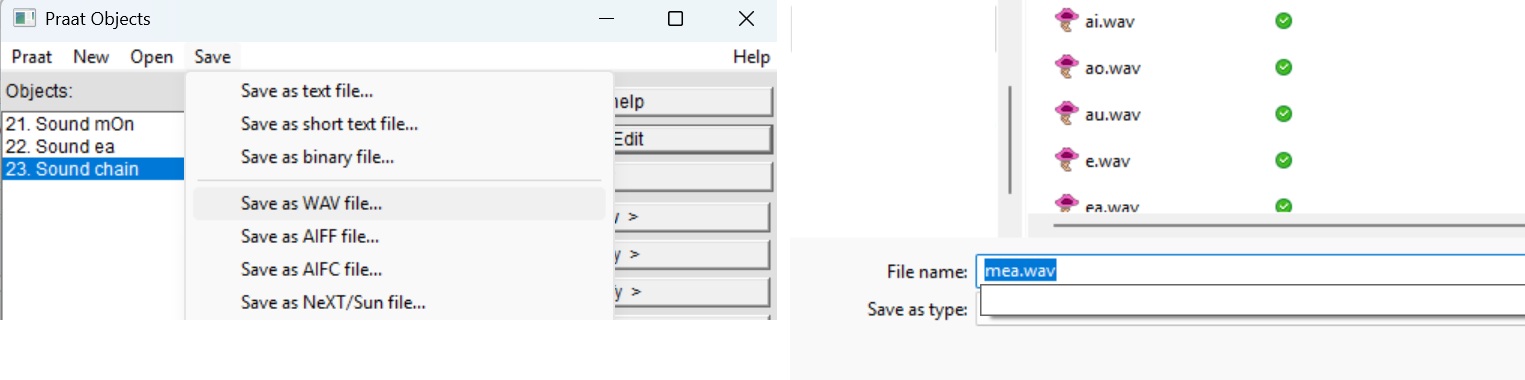 Praat Objects
Praat New Open Save Help
Objects:
21. Sound mOn
22. Sound ea
23. Sound chain
Save as text file...
Save as short text file...
Save as binary file...
Save as WAV file...
Save as AIFF file...
Save as AIFC file...
Save as NeXT/Sun file...
help
Edit
y >
y >
ai.wav
ao.wav
au.wav
e.wav
ea.wav
File name: mea.wav
Save as type: